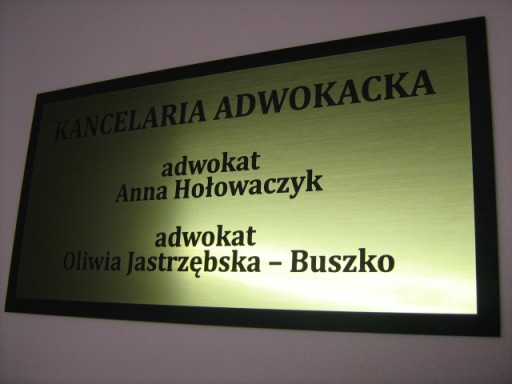 KANCELARIA ADWOKACKA
adwokat
Anna Hołowaczyk
adwokat
Oliwia Jastrzębska – Buszko